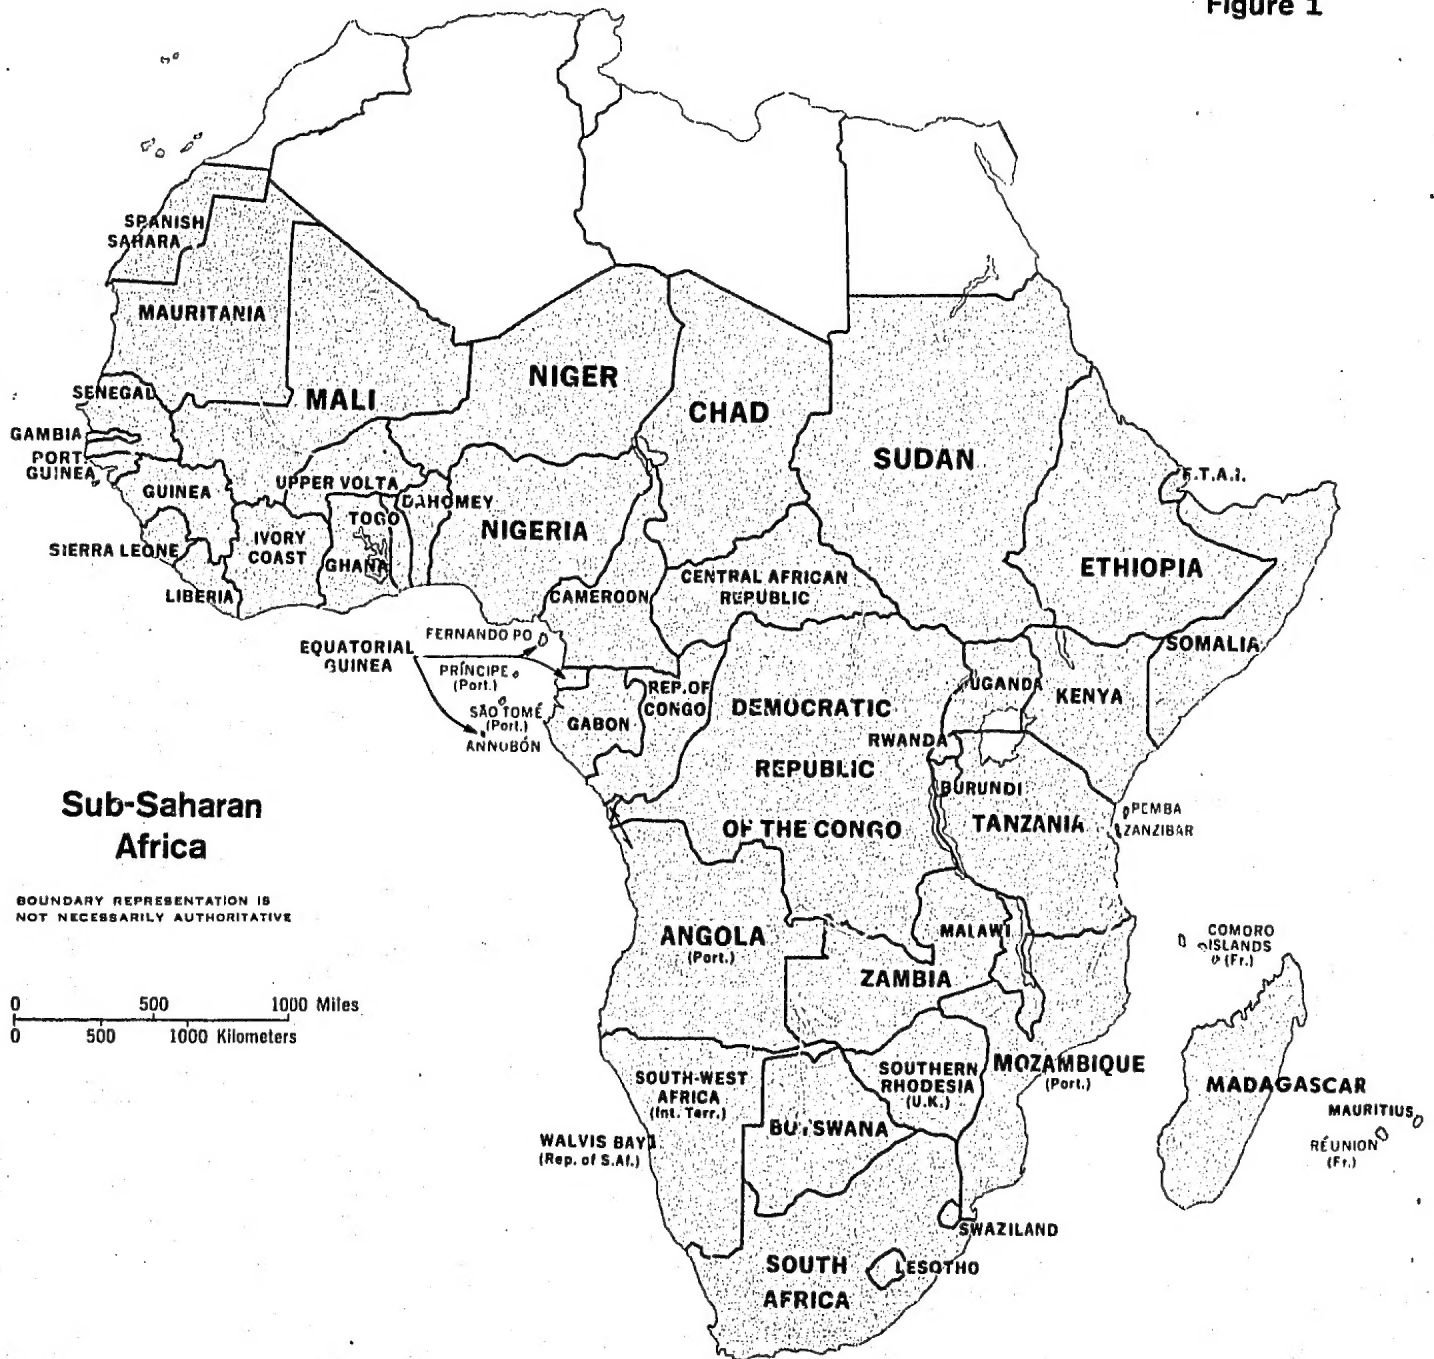 Figure 1
SPANISH
SAHARA
MAURITANIA
SENEGAL
MALI
NIGER
CHAD
SUDAN
GAMBIA
PORT.
GUINEA
GUINEA
UPPER VOLTA
DAHOMEY
F.T.A.I.
SIERRA LEONE
IVORY
COAST
TOGO
GHANA
NIGERIA
LIBERIA
CAMEROON
CENTRAL AFRICAN
REPUBLIC
ETHIOPIA
SOMALIA
EQUATORIAL
GUINEA
FERNANDO PO
PRÍNCIPE
(Port.)
SÃO TOMÉ
(Port.)
ANNOBÓN
GABON
REP. OF
CONGO
DEMOCRATIC
REPUBLIC
OF THE CONGO
UGANDA
KENYA
RWANDA
BURUNDI
TANZANIA
PEMBA
ZANZIBAR
Sub-Saharan
Africa
BOUNDARY REPRESENTATION IS
NOT NECESSARILY AUTHORITATIVE
0 500 1000 Miles
0 500 1000 Kilometers
ANGOLA
(Port.)
MALAWI
ZAMBIA
COMORO
ISLANDS
(Fr.)
SOUTH-WEST
AFRICA
(Int. Terr.)
SOUTHERN
RHODESIA
(U.K.)
MOZAMBIQUE
(Port.)
MADAGASCAR
MAURITIUS
RÉUNION
(Fr.)
WALVIS BAY
(Rep. of S.Af.)
BOTSWANA
SWAZILAND
LESOTHO
SOUTH
AFRICA